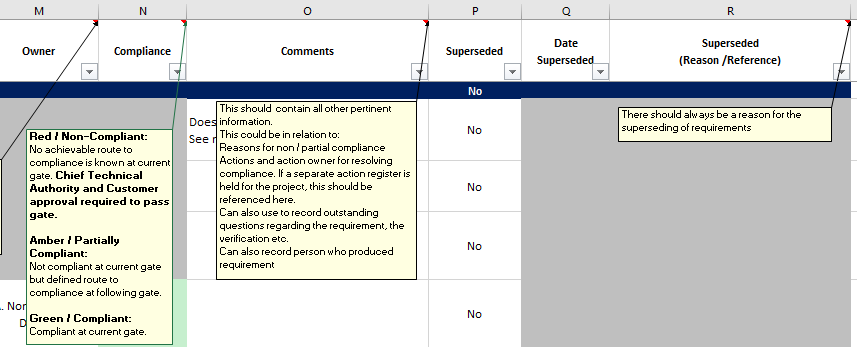 M N O P Q R
Owner Compliance Comments Superseded Date Superseded Superseded (Reason /Reference)
No
This should contain all other pertinent
information.
This could be in relation to:
Reasons for non / partial compliance
Actions and action owner for resolving
compliance. If a separate action register is
held for the project, this should be
referenced here.
Can also use to record outstanding
questions regarding the requirement, the
verification etc.
Can also record person who produced
requirement
There should always be a reason for the
superseding of requirements
Does
See
No
Red / Non-Compliant:
No achievable route to
compliance is known at current
gate. Chief Technical
Authority and Customer
approval required to pass
gate.
Amber / Partially
Compliant:
Not compliant at current gate
but defined route to
compliance at following gate.
Green / Compliant:
Compliant at current gate.
No
No
No